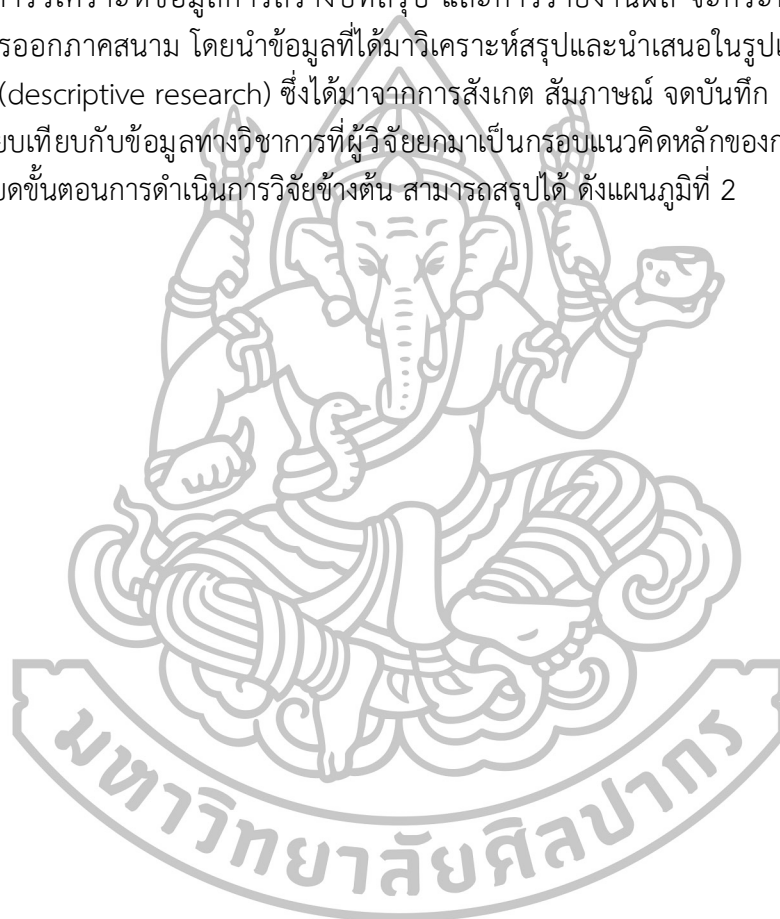 การวิเคราะห์ข้อมูลการสร้างบทสรุป และการรายงานผล จะกระ
รออกภาคสนาม โดยนำข้อมูลที่ได้มาวิเคราะห์สรุปและนำเสนอในรูปแ
(descriptive research) ซึ่งได้มาจากการสังเกต สัมภาษณ์ จดบันทึก
บเทียบกับข้อมูลทางวิชาการที่ผู้วิจัยยกมาเป็นกรอบแนวคิดหลักของก
ยดขั้นตอนการดำเนินการวิจัยข้างต้น สามารถสรุปได้ ดังแผนภูมิที่ 2
มหาวิทยาลัยศิลปากร